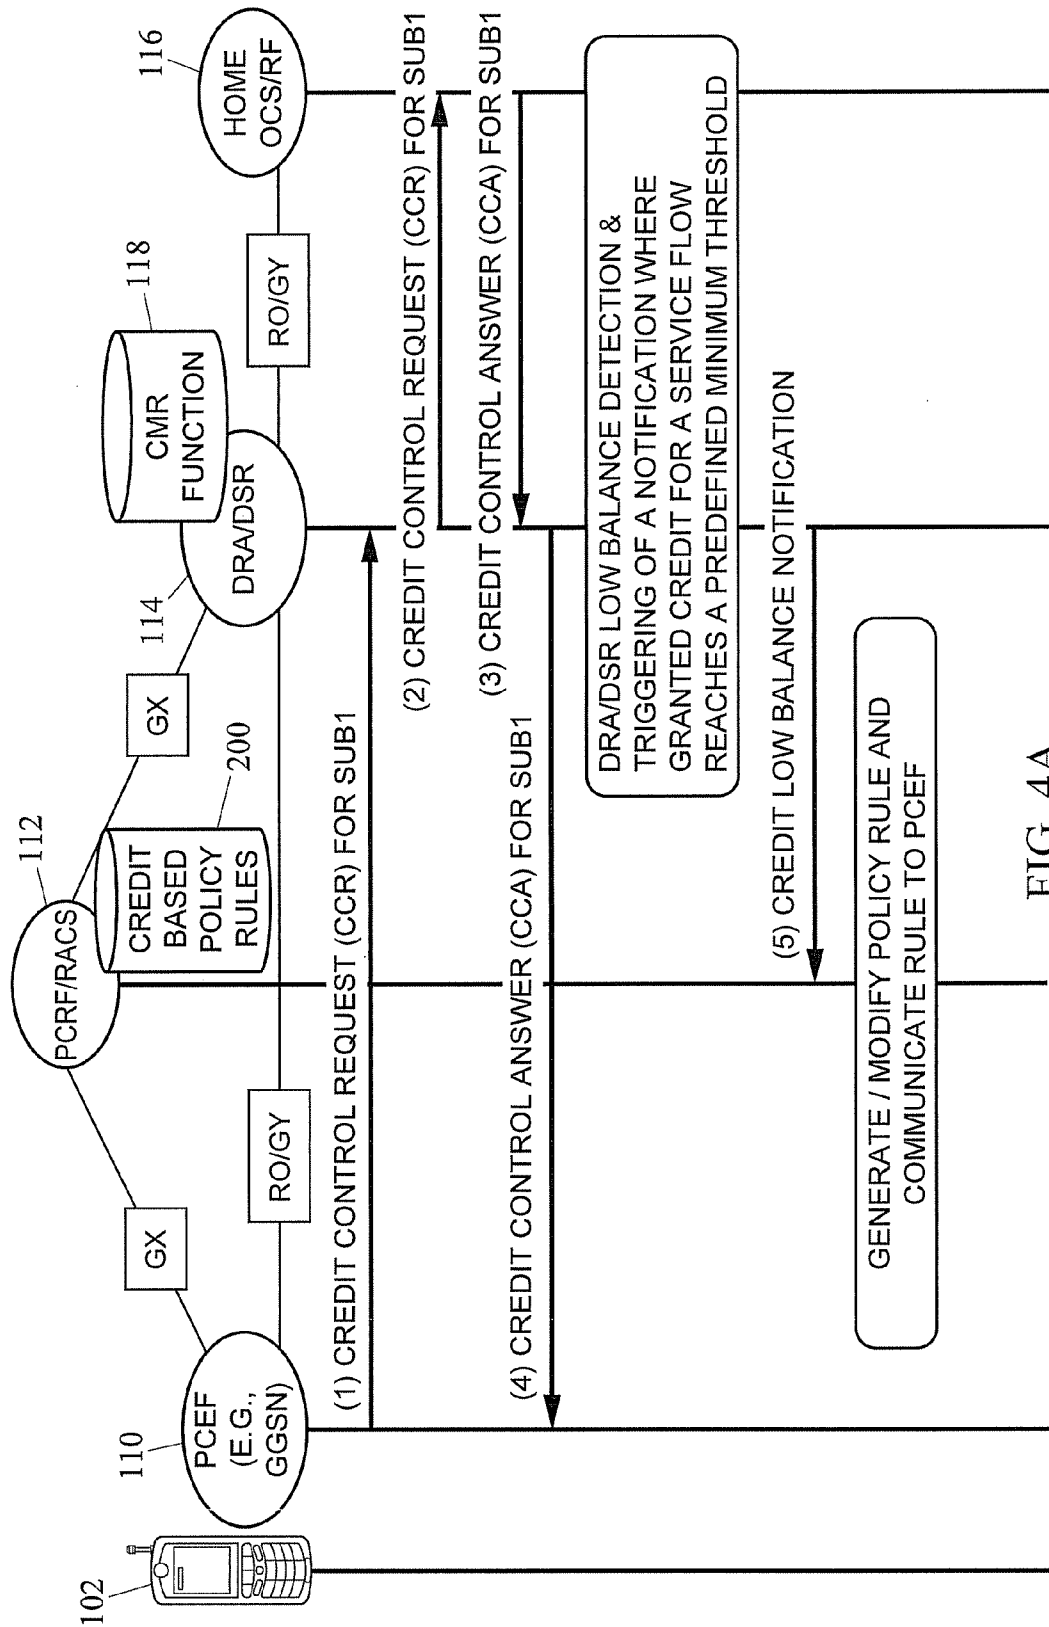 102
110
PCEF
(E.G.,
GGSN)
GX
RO/GY
112
PCRF/RACS
CREDIT
BASED
POLICY
RULES
200
GX
114
DRA/DSR
CMR
FUNCTION
118
RO/GY
HOME
OCS/RF
116
(1) CREDIT CONTROL REQUEST (CCR) FOR SUB1
(2) CREDIT CONTROL REQUEST (CCR) FOR SUB1
(3) CREDIT CONTROL ANSWER (CCA) FOR SUB1
(4) CREDIT CONTROL ANSWER (CCA) FOR SUB1
DRA/DSR LOW BALANCE DETECTION &
TRIGGERING OF A NOTIFICATION WHERE
GRANTED CREDIT FOR A SERVICE FLOW
REACHES A PREDEFINED MINIMUM THRESHOLD
(5) CREDIT LOW BALANCE NOTIFICATION
GENERATE / MODIFY POLICY RULE AND
COMMUNICATE RULE TO PCEF
FIG. 4A